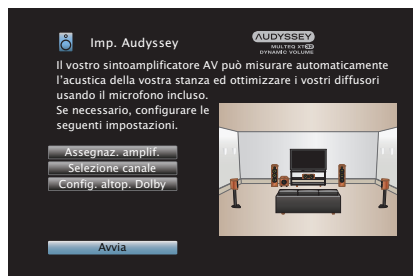 Imp. Audyssey
AUDYSSEY
MULTEQ XT32
DYNAMIC VOLUME
Il vostro sintoamplificatore AV può misurare automaticamente
l'acustica della vostra stanza ed ottimizzare i vostri diffusori
usando il microfono incluso.
Se necessario, configurare le
seguenti impostazioni.
Assegnaz. amplif.
Selezione canale
Config. altop. Dolby
Avvia